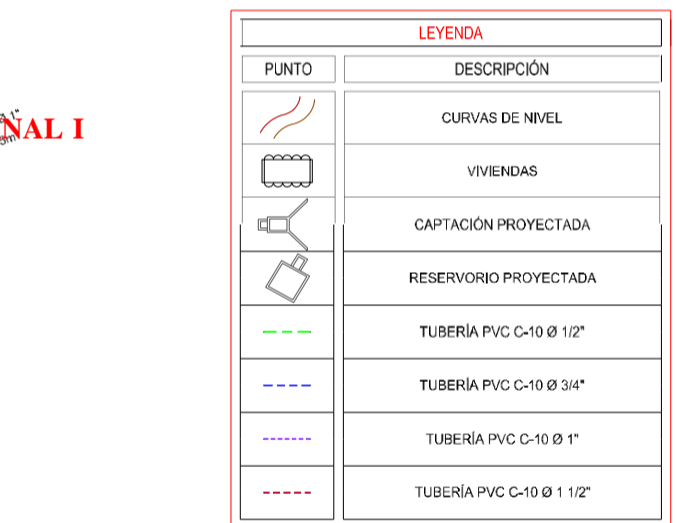 LEYENDA
PUNTO DESCRIPCIÓN
CURVAS DE NIVEL
NAL I
VIVIENDAS
CAPTACIÓN PROYECTADA
RESERVORIO PROYECTADA
TUBERÍA PVC C-10 Ø 1/2"
TUBERÍA PVC C-10 Ø 3/4"
TUBERÍA PVC C-10 Ø 1"
TUBERÍA PVC C-10 Ø 1 1/2"